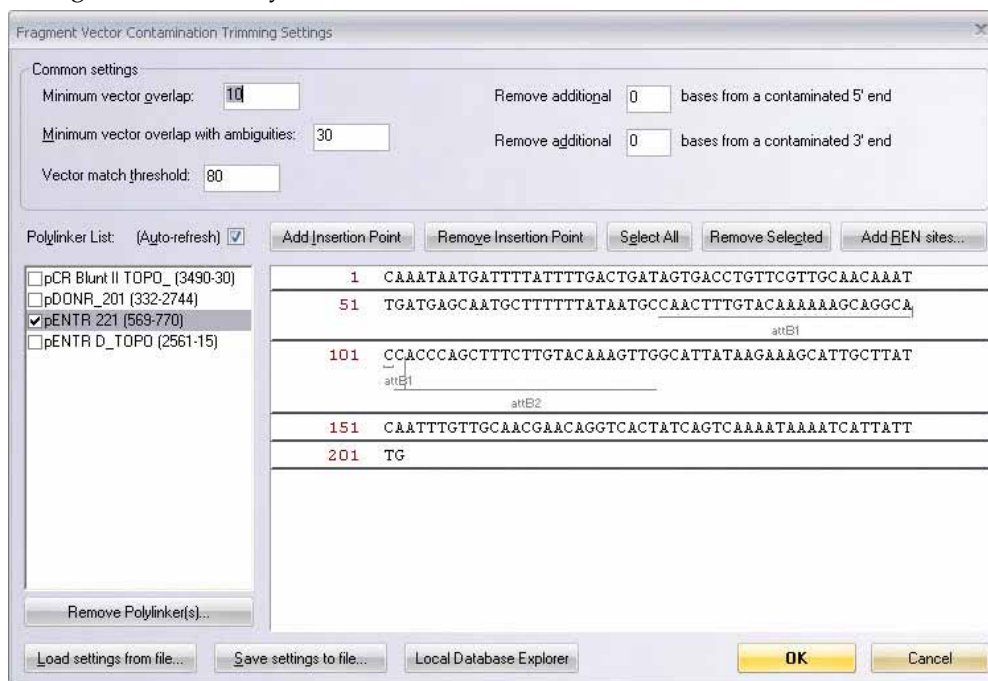 Fragment Vector Contamination Trimming Settings
Common settings
Minimum vector overlap: 10
Remove additional 0 bases from a contaminated 5' end
Minimum vector overlap with ambiguities: 30
Remove additional 0 bases from a contaminated 3' end
Vector match threshold: 80
Polylinker List: (Auto-refresh)
Add Insertion Point Remove Insertion Point Select All Remove Selected Add REN sites...
pCR Blunt II TOPO_ (3490-30)
pDONR_201 (332-2744)
pENTR 221 (569-770)
pENTR D_TOPO (2561-15)
1 CAAATAATGATTTTATTTTGACTGATAGTGACCTGTTCGTTGCAACAAAT
51 TGATGAGCAATGCTTTTTTATAATGCCAACTTTGTACAAAAAAGCAGGCA
attB1
101 CCACCCAGCTTTCTTGTACAAAGTTGGCATTATAAGAAAGCATTGCTTAT
attB1
attB2
151 CAATTTGTTGCAACGAACAGGTCACTATCAGTCAAAATAAAATCATTATT
201 TG
Remove Polylinker(s)...
Load settings from file... Save settings to file... Local Database Explorer OK Cancel